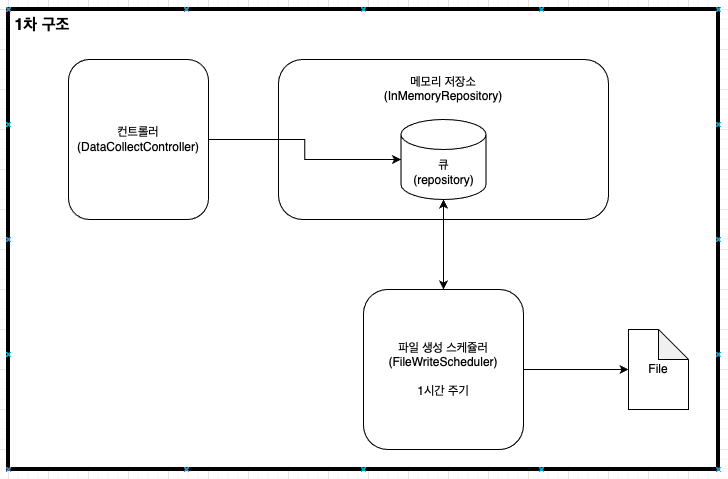 1차 구조
컨트롤러
(DataCollectController)
메모리 저장소
(InMemoryRepository)
큐
(repository)
파일 생성 스케쥴러
(FileWriteScheduler)
1시간 주기
File